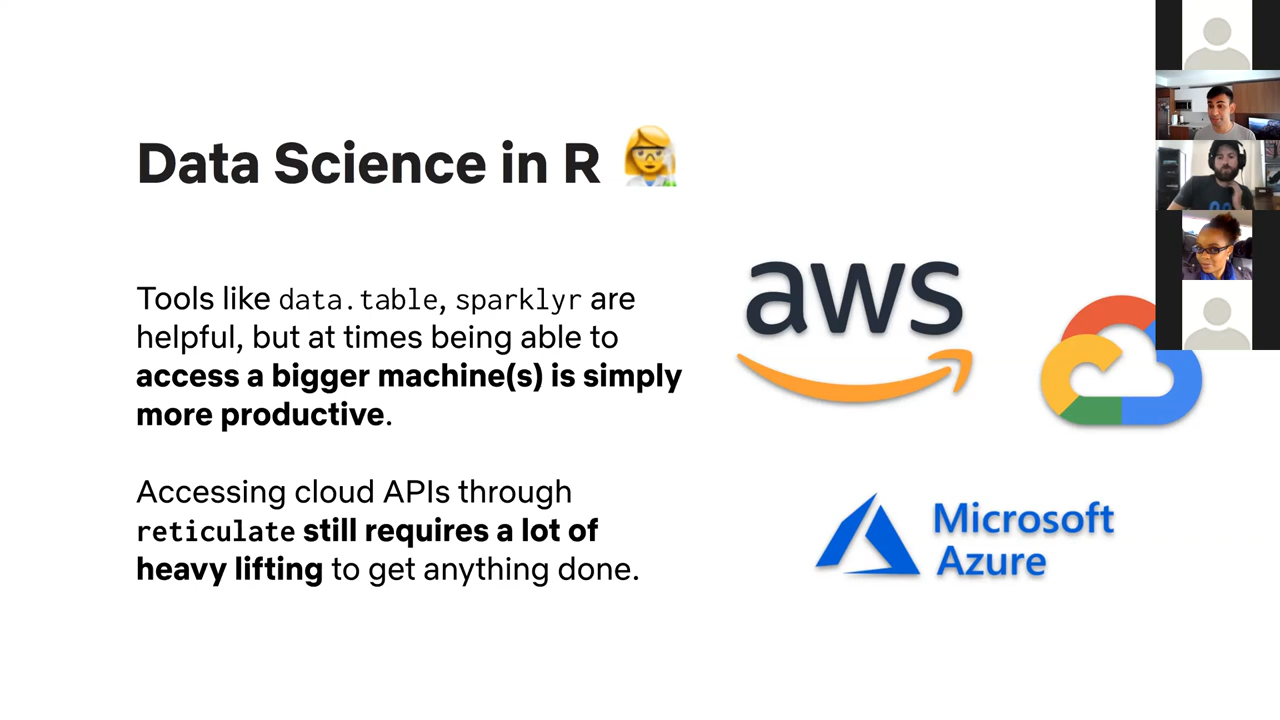 Data Science in R
Tools like data.table, sparklyr are
helpful, but at times being able to
access a bigger machine(s) is simply
more productive.
Accessing cloud APIs through
reticulate still requires a lot of
heavy lifting to get anything done.
aws
Microsoft
Azure